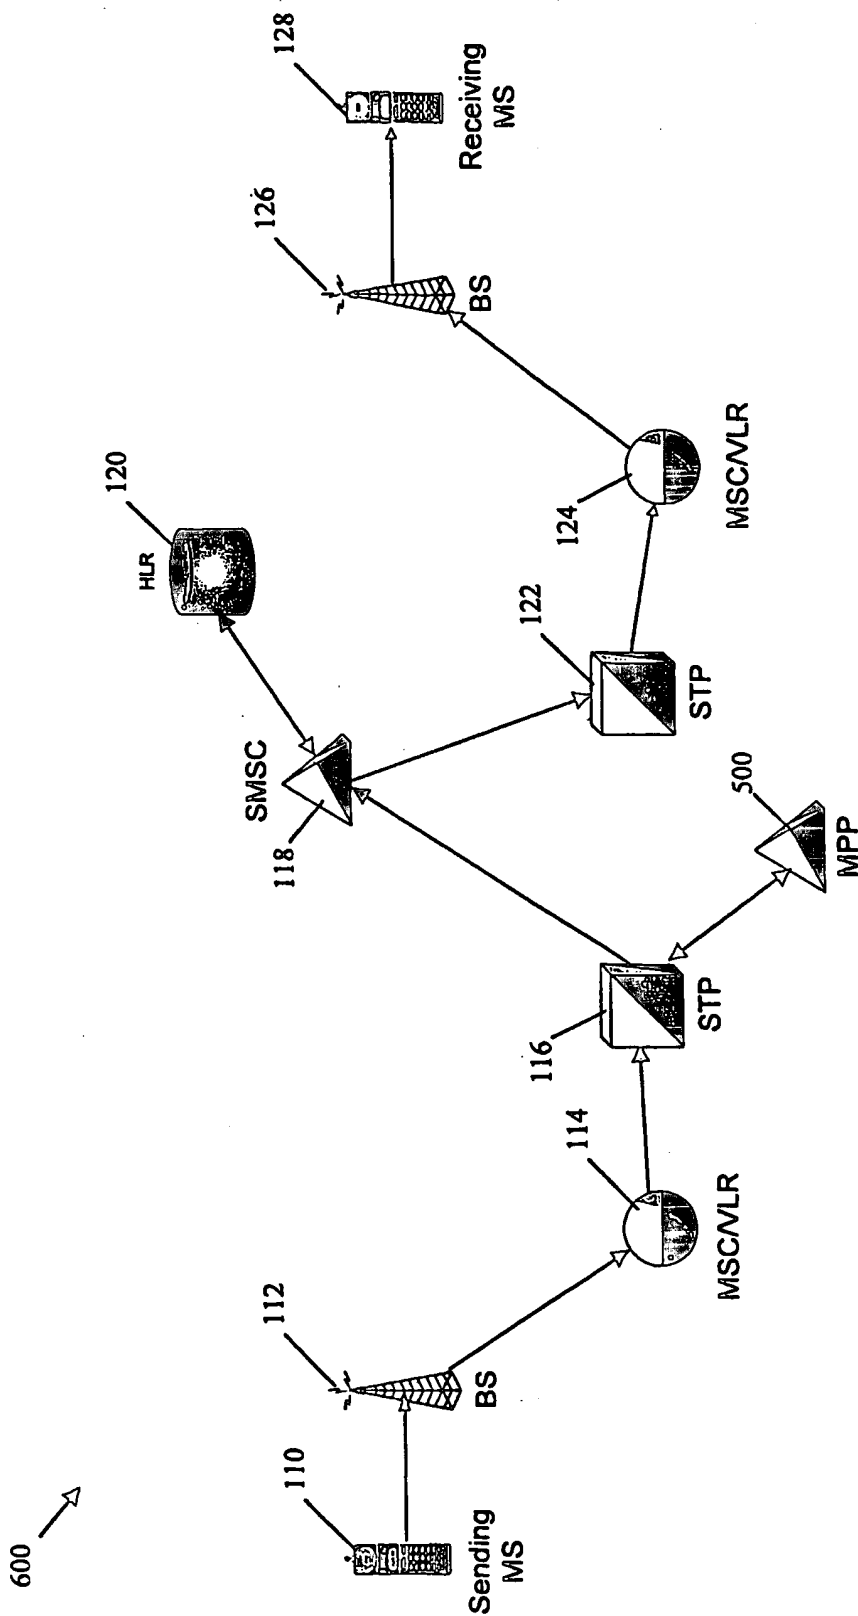 600
110
Sending
MS
112
BS
MSC/VLR
114
116
STP
500
MPP
SMSC
118
120
HLR
122
STP
124
MSC/VLR
126
BS
128
Receiving
MS